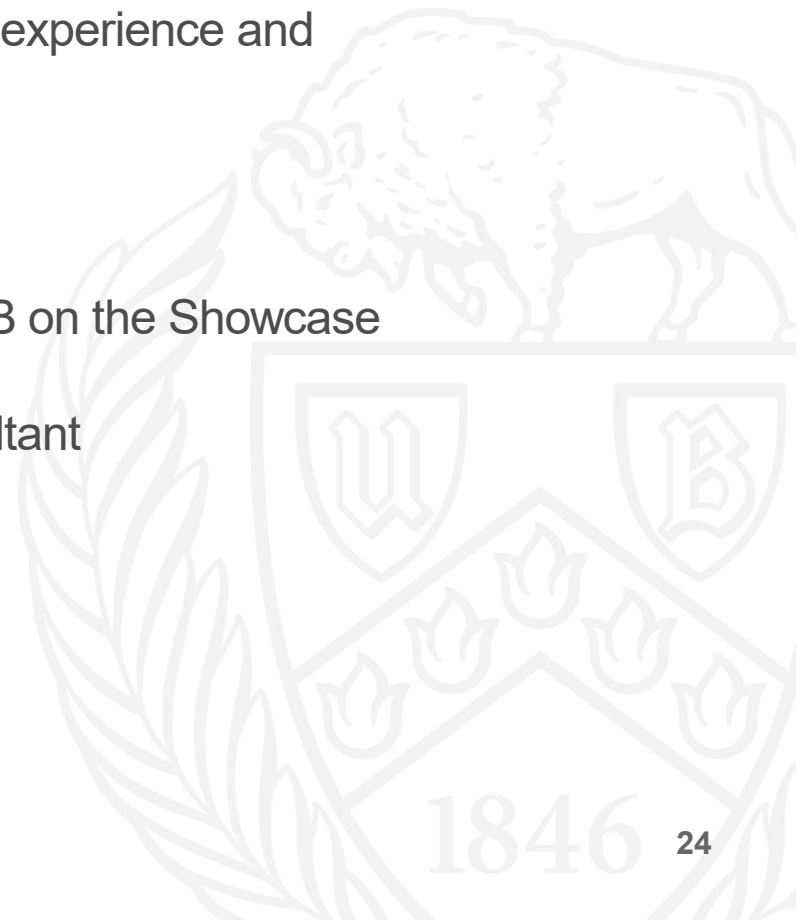 experience and
B on the Showcase
ltant
U B
1846
24